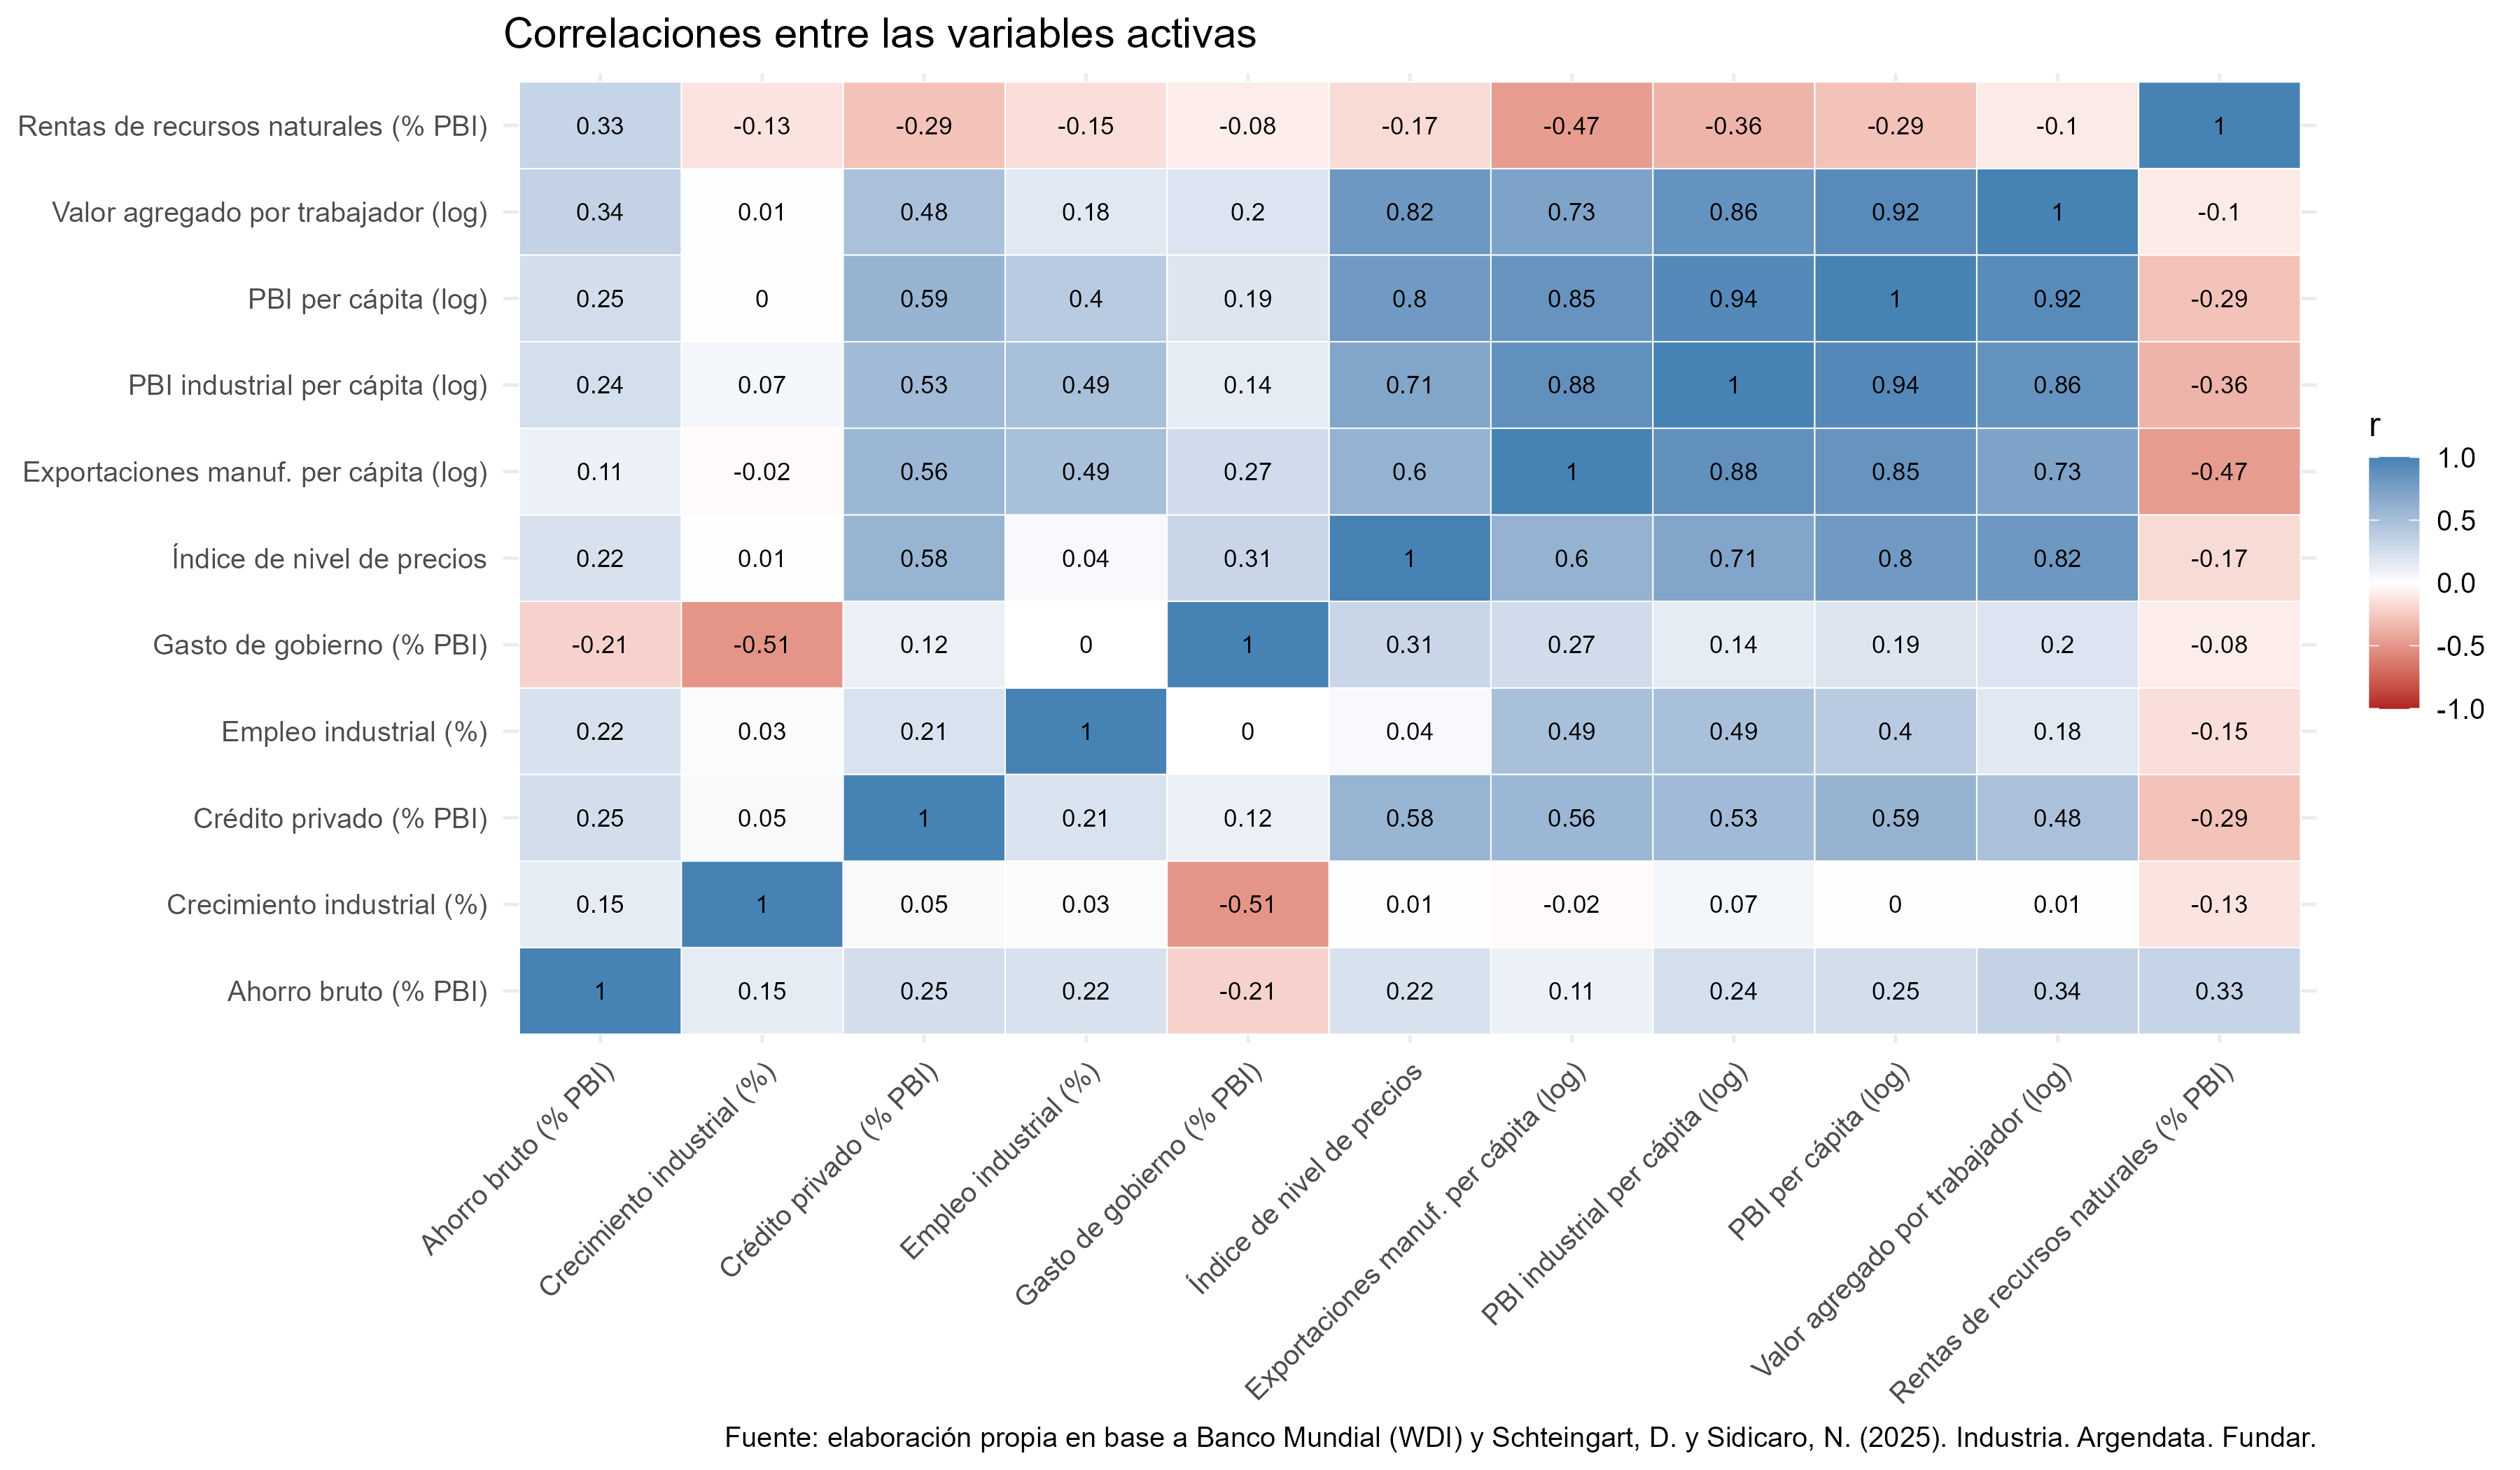 Correlaciones entre las variables activas
Rentas de recursos naturales (% PBI) 0.33 -0.13 -0.29 -0.15 -0.08 -0.17 -0.47 -0.36 -0.29 -0.1 1
Valor agregado por trabajador (log) 0.34 0.01 0.48 0.18 0.2 0.82 0.73 0.86 0.92 1 -0.1
PBI per cápita (log) 0.25 0 0.59 0.4 0.19 0.8 0.85 0.94 1 0.92 -0.29
PBI industrial per cápita (log) 0.24 0.07 0.53 0.49 0.14 0.71 0.88 1 0.94 0.86 -0.36
Exportaciones manuf. per cápita (log) 0.11 -0.02 0.56 0.49 0.27 0.6 1 0.88 0.85 0.73 -0.47
Índice de nivel de precios 0.22 0.01 0.58 0.04 0.31 1 0.6 0.71 0.8 0.82 -0.17
Gasto de gobierno (% PBI) -0.21 -0.51 0.12 0 1 0.31 0.27 0.14 0.19 0.2 -0.08
Empleo industrial (%) 0.22 0.03 0.21 1 0 0.04 0.49 0.49 0.4 0.18 -0.15
Crédito privado (% PBI) 0.25 0.05 1 0.21 0.12 0.58 0.56 0.53 0.59 0.48 -0.29
Crecimiento industrial (%) 0.15 1 0.05 0.03 -0.51 0.01 -0.02 0.07 0 0.01 -0.13
Ahorro bruto (% PBI) 1 0.15 0.25 0.22 -0.21 0.22 0.11 0.24 0.25 0.34 0.33
Ahorro bruto (% PBI)
Crecimiento industrial (%)
Crédito privado (% PBI)
Empleo industrial (%)
Gasto de gobierno (% PBI)
Índice de nivel de precios
Exportaciones manuf. per cápita (log)
PBI industrial per cápita (log)
PBI per cápita (log)
Valor agregado por trabajador (log)
Rentas de recursos naturales (% PBI)
r
1.0
0.5
0.0
-0.5
-1.0
Fuente: elaboración propia en base a Banco Mundial (WDI) y Schteingart, D. y Sidicaro, N. (2025). Industria. Argendata. Fundar.